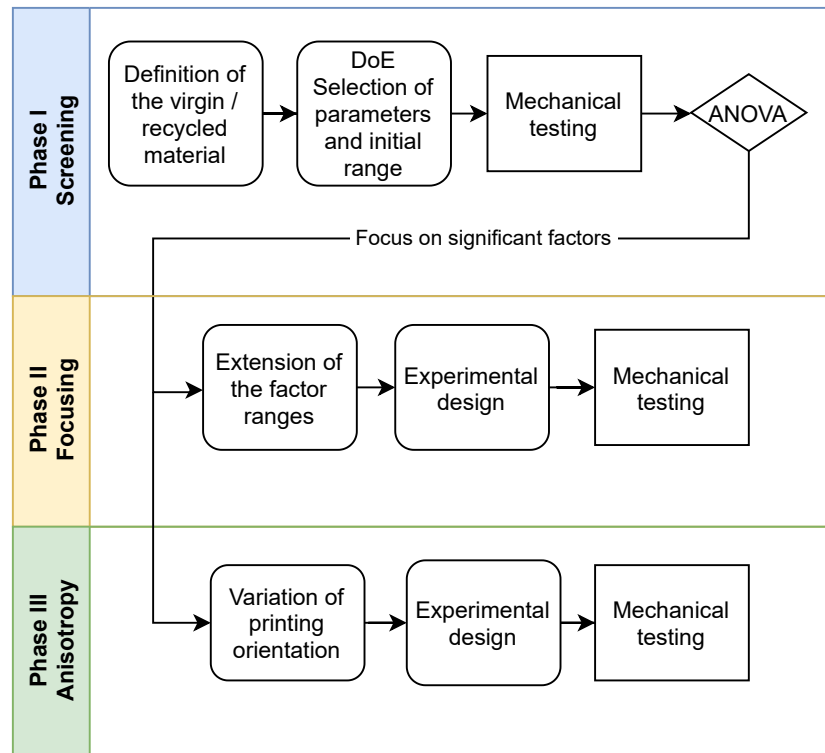 Phase I
Screening
Definition of
the virgin /
recycled
material
DoE
Selection of
parameters
and initial
range
Mechanical
testing
ANOVA
Focus on significant factors
Phase II
Focusing
Extension of
the factor
ranges
Experimental
design
Mechanical
testing
Phase III
Anisotropy
Variation of
printing
orientation
Experimental
design
Mechanical
testing